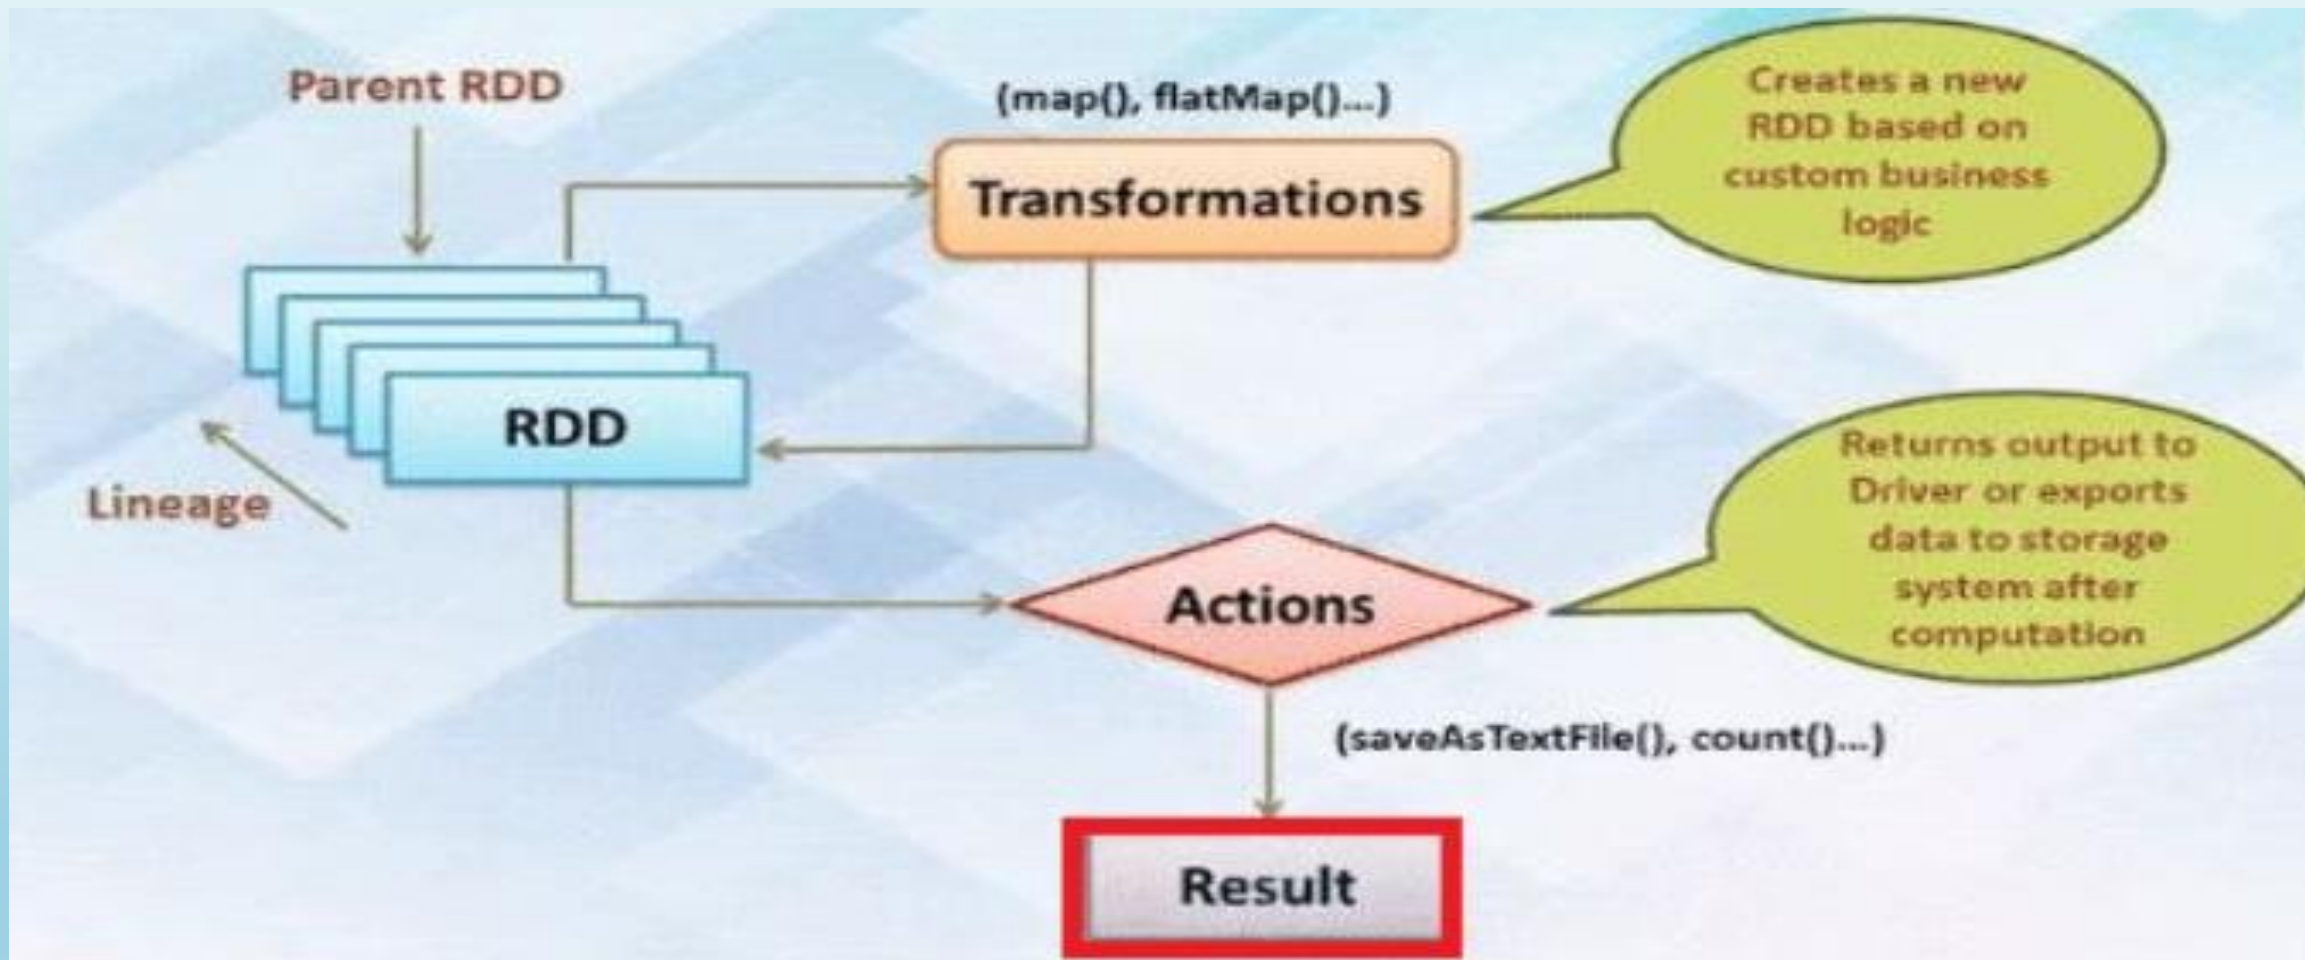 Parent RDD
(map(), flatMap()...)
Transformations
Creates a new
RDD based on
custom business
logic
RDD
Lineage
Returns output to
Driver or exports
data to storage
system after
computation
Actions
(saveAsTextFile(), count()...)
Result